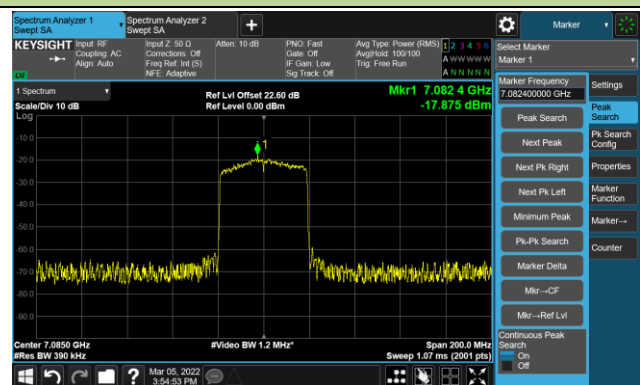 Spectrum Analyzer 1
Swept SA
Spectrum Analyzer 2
Swept SA
+
Marker
KEYSIGHT
Input: RF
Coupling: AC
Align: Auto
Input Z: 50 Ω
Corrections: Off
Freq Ref: Int (S)
NFE: Adaptive
Atten: 10 dB
PNO: Fast
Gate: Off
IF Gain: Low
Sig Track: Off
Avg Type: Power (RMS)
Avg|Hold: 100/100
Trig: Free Run
1 2 3 4 5 6
A W W W W W
A N N N N N
LW
Select Marker
Marker 1
1 Spectrum
Scale/Div 10 dB
Log
Ref Lvl Offset 22.60 dB
Ref Level 0.00 dBm
Mkr1 7.082 4 GHz
-17.875 dBm
1
-10.0
-20.0
-30.0
-40.0
-50.0
-60.0
-70.0
-80.0
-90.0
Center 7.0850 GHz
#Res BW 390 kHz
#Video BW 1.2 MHz*
Span 200.0 MHz
Sweep 1.07 ms (2001 pts)
Marker Frequency
7.082400000 GHz
Peak Search
Next Peak
Next Pk Right
Next Pk Left
Minimum Peak
Pk-Pk Search
Marker Delta
Mkr→CF
Mkr→Ref Lvl
Continuous Peak
Search
On
Off
Settings
Peak
Search
Pk Search
Config
Properties
Marker
Function
Marker→
Counter
?
Mar 05, 2022
3:54:53 PM